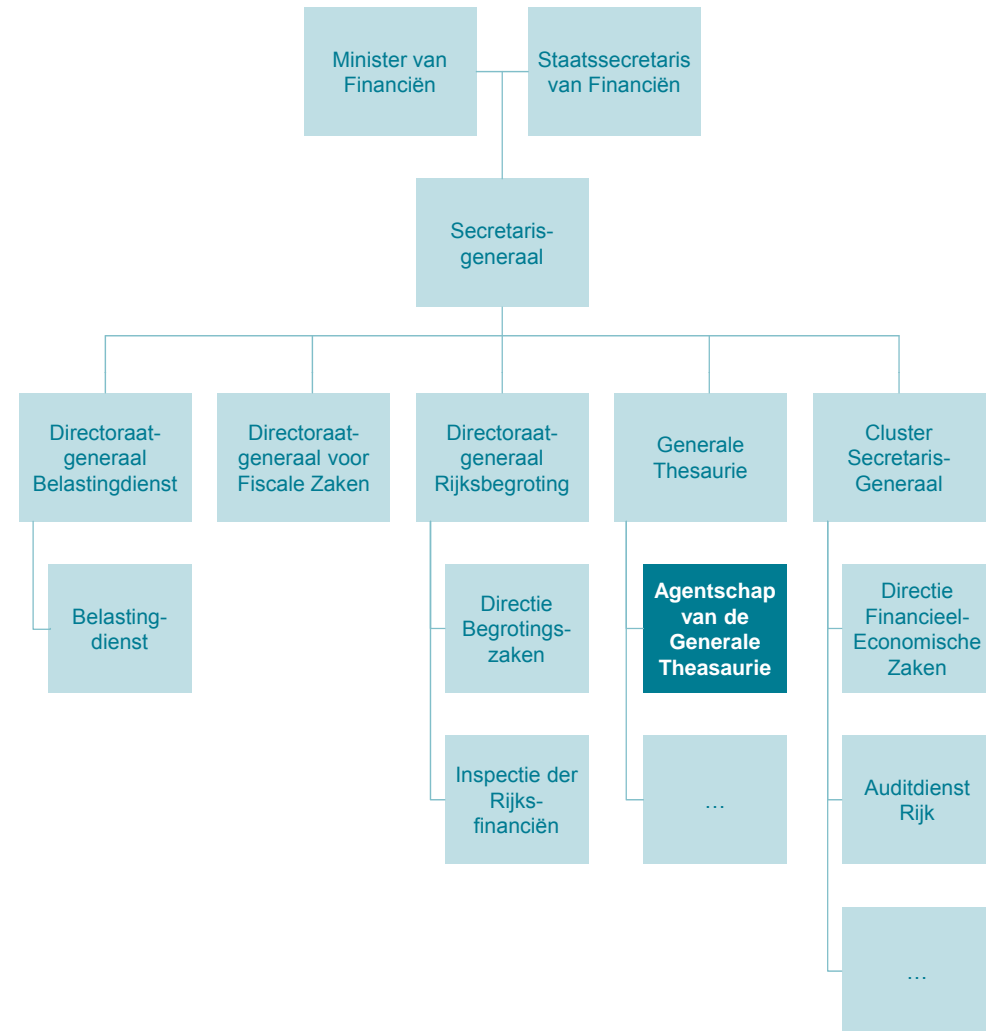 Minister van
Financiën
Staatssecretaris
van Financiën
Secretaris-
generaal
Directoraat-
generaal
Belastingdienst
Directoraat-
generaal voor
Fiscale Zaken
Directoraat-
generaal
Rijksbegroting
Generale
Thesaurie
Cluster
Secretaris-
Generaal
Belasting-
dienst
Directie
Begrotings-
zaken
Agentschap
van de
Generale
Theasaurie
Directie
Financieel-
Economische
Zaken
Inspectie der
Rijks-
financiën
…
Auditdienst
Rijk
…